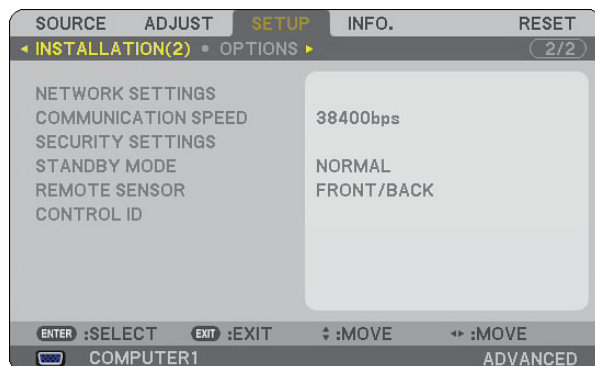 SOURCE ADJUST SETUP INFO. RESET
INSTALLATION(2) • OPTIONS 2/2
NETWORK SETTINGS
COMMUNICATION SPEED 38400bps
SECURITY SETTINGS
STANDBY MODE NORMAL
REMOTE SENSOR FRONT/BACK
CONTROL ID
ENTER :SELECT EXIT :EXIT :MOVE :MOVE
COMPUTER1 ADVANCED